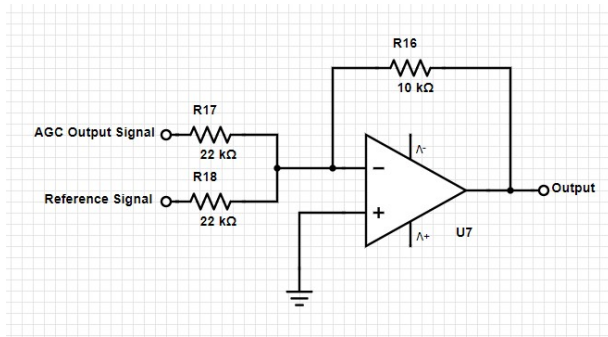 R16
10 kΩ
R17
AGC Output Signal
22 kΩ
R18
Reference Signal
22 kΩ
V-
−
+
V+
U7
Output